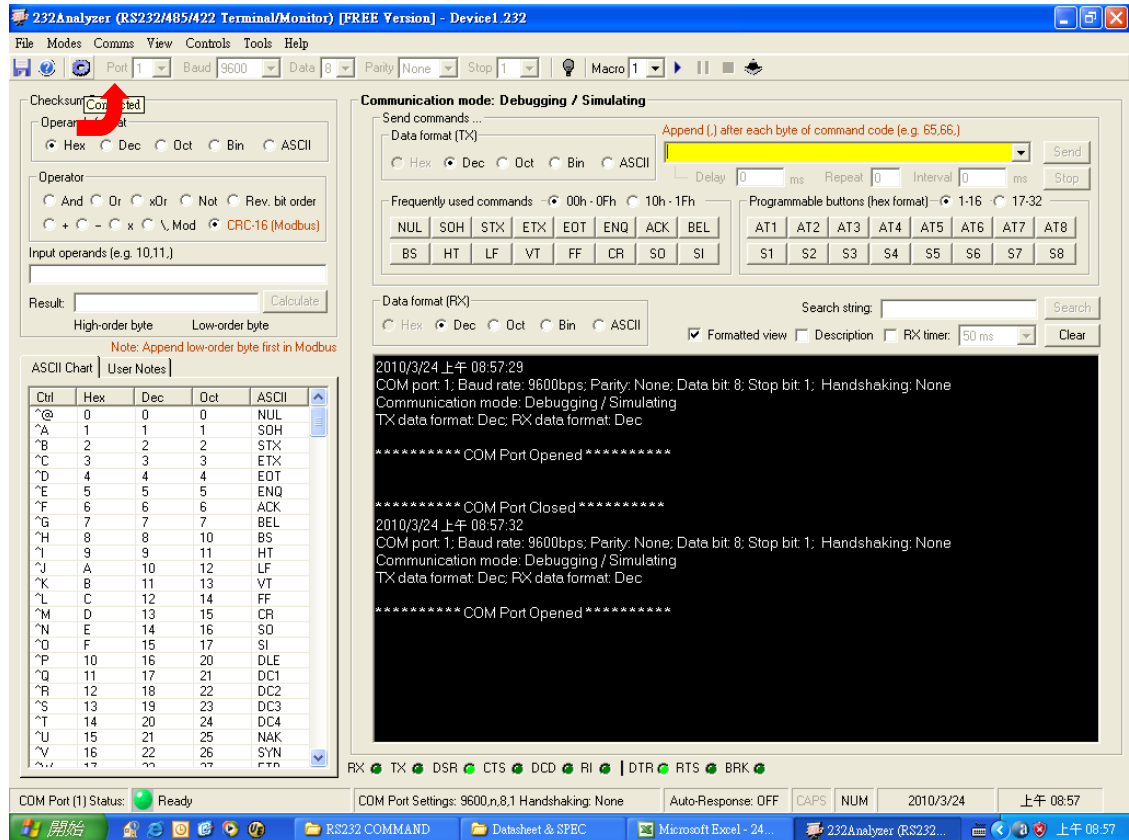 232Analyzer (RS232/485/422 Terminal/Monitor) [FREE Version] - Device1.232
File Modes Comms View Controls Tools Help
Port 1 Baud 9600 Data 8 Parity None Stop 1 Macro 1
Operand format
Hex Dec Oct Bin ASCII
Operator
And Or xOr Not Rev. bit order
+ - x \, Mod CRC-16 (Modbus)
Input operands (e.g. 10,11,)
Result: Calculate
High-order byte Low-order byte
Note: Append low-order byte first in Modbus
Communication mode: Debugging / Simulating
Send commands ...
Data format (TX)
Hex Dec Oct Bin ASCII
Append (,) after each byte of command code (e.g. 65,66,)
Send
Delay 0 ms Repeat 0 Interval 0 ms Stop
Frequently used commands 00h - 0Fh 10h - 1Fh
NUL SOH STX ETX EOT ENQ ACK BEL
BS HT LF VT FF CR SO SI
Programmable buttons (hex format) 1-16 17-32
AT1 AT2 AT3 AT4 AT5 AT6 AT7 AT8
S1 S2 S3 S4 S5 S6 S7 S8
Data format (RX)
Hex Dec Oct Bin ASCII
Search string: Search
Formatted view Description RX timer: 50 ms Clear
ASCII Chart User Notes
Ctrl Hex Dec Oct ASCII
^@ 0 0 0 NUL
^A 1 1 1 SOH
^B 2 2 2 STX
^C 3 3 3 ETX
^D 4 4 4 EOT
^E 5 5 5 ENQ
^F 6 6 6 ACK
^G 7 7 7 BEL
^H 8 8 10 BS
^I 9 9 11 HT
^J A 10 12 LF
^K B 11 13 VT
^L C 12 14 FF
^M D 13 15 CR
^N E 14 16 SO
^O F 15 17 SI
^P 10 16 20 DLE
^Q 11 17 21 DC1
^R 12 18 22 DC2
^S 13 19 23 DC3
^T 14 20 24 DC4
^U 15 21 25 NAK
^V 16 22 26 SYN
2010/3/24 上午 08:57:29
COM port: 1; Baud rate: 9600bps; Parity: None; Data bit: 8; Stop bit: 1; Handshaking: None
Communication mode: Debugging / Simulating
TX data format: Dec; RX data format: Dec
********** COM Port Opened **********
********** COM Port Closed **********
2010/3/24 上午 08:57:32
COM port: 1; Baud rate: 9600bps; Parity: None; Data bit: 8; Stop bit: 1; Handshaking: None
Communication mode: Debugging / Simulating
TX data format: Dec; RX data format: Dec
********** COM Port Opened **********
RX TX DSR CTS DCD RI DTR RTS BRK
COM Port (1) Status: Ready COM Port Settings: 9600,n,8,1 Handshaking: None Auto-Response: OFF CAPS NUM 2010/3/24 上午 08:57
開始 RS232 COMMAND Datasheet & SPEC Microsoft Excel - 24... 232Analyzer (RS232... 上午 08:57